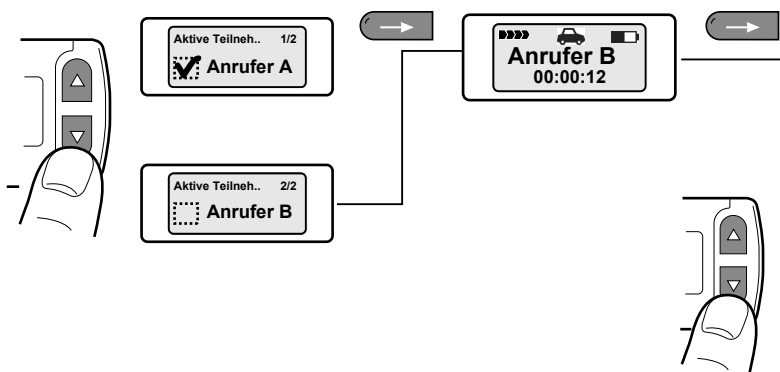 Aktive Teilneh.. 1/2
Anrufer A
Anrufer B
00:00:12
Aktive Teilneh.. 2/2
Anrufer B